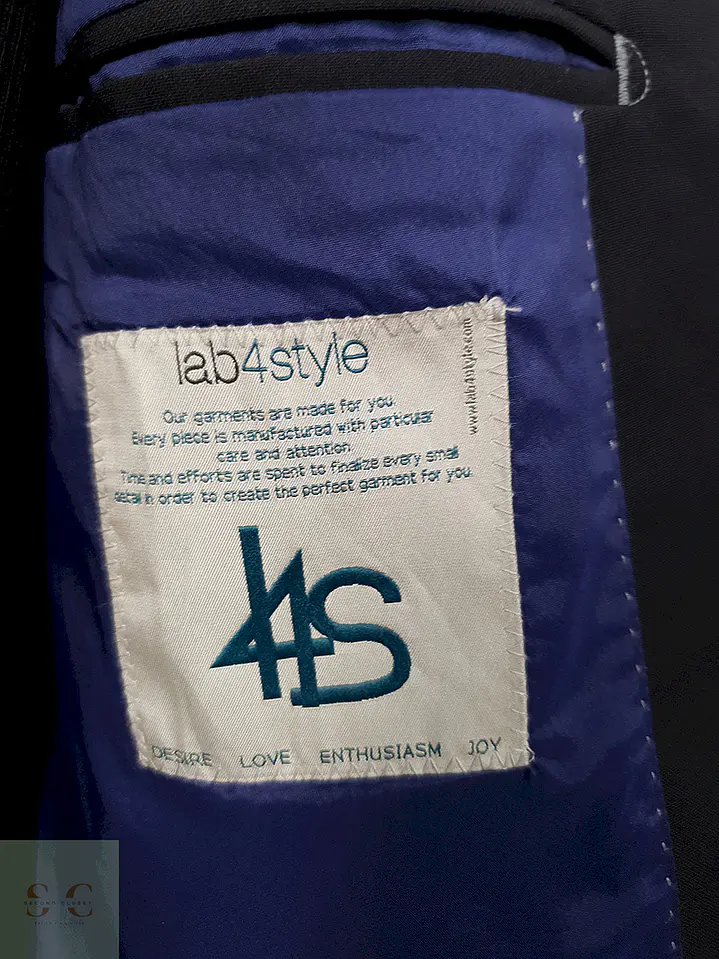 lab4style
www.lab4style.com
Our garments are made for you.
Every piece is manufactured with particular
care and attention.
Time and efforts are spent to finalize every small
detail in order to create the perfect garment for you.
L4S
DESIRE LOVE ENTHUSIASM JOY
S C
SECOND CLOSET